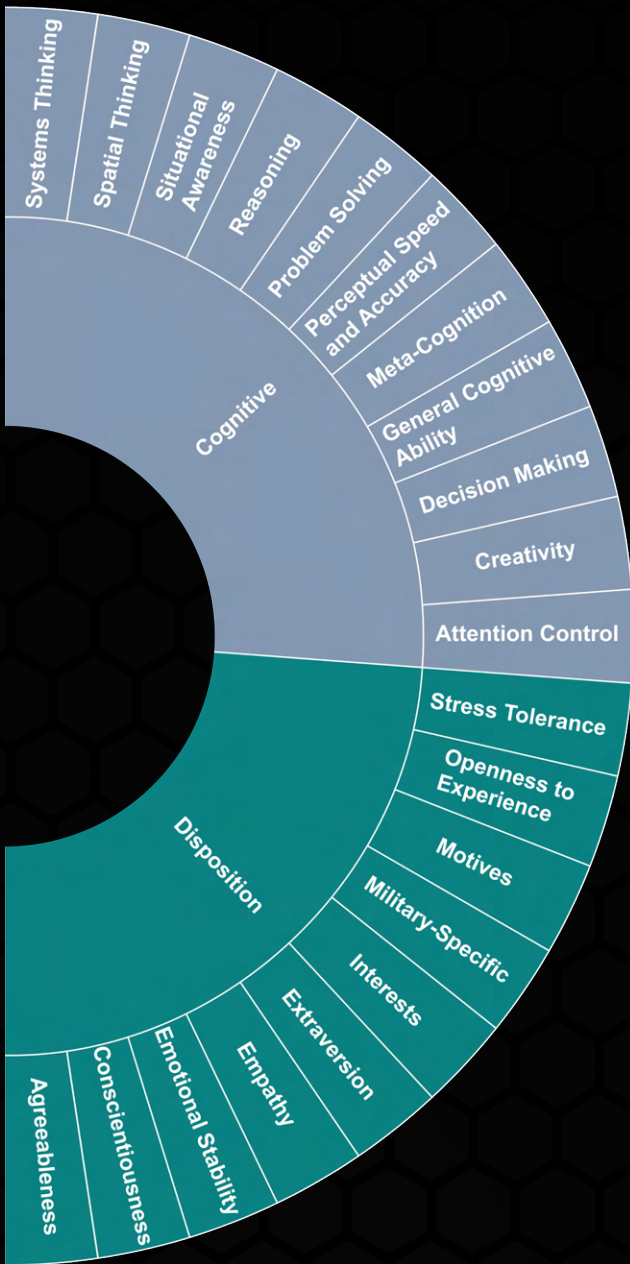 Systems Thinking
Spatial Thinking
Situational
Awareness
Reasoning
Problem Solving
Perceptual Speed
and Accuracy
Meta-Cognition
General Cognitive
Ability
Decision Making
Creativity
Attention Control
Cognitive
Stress Tolerance
Openness to
Experience
Motives
Military-Specific
Interests
Extraversion
Empathy
Emotional Stability
Conscientiousness
Agreeableness
Disposition